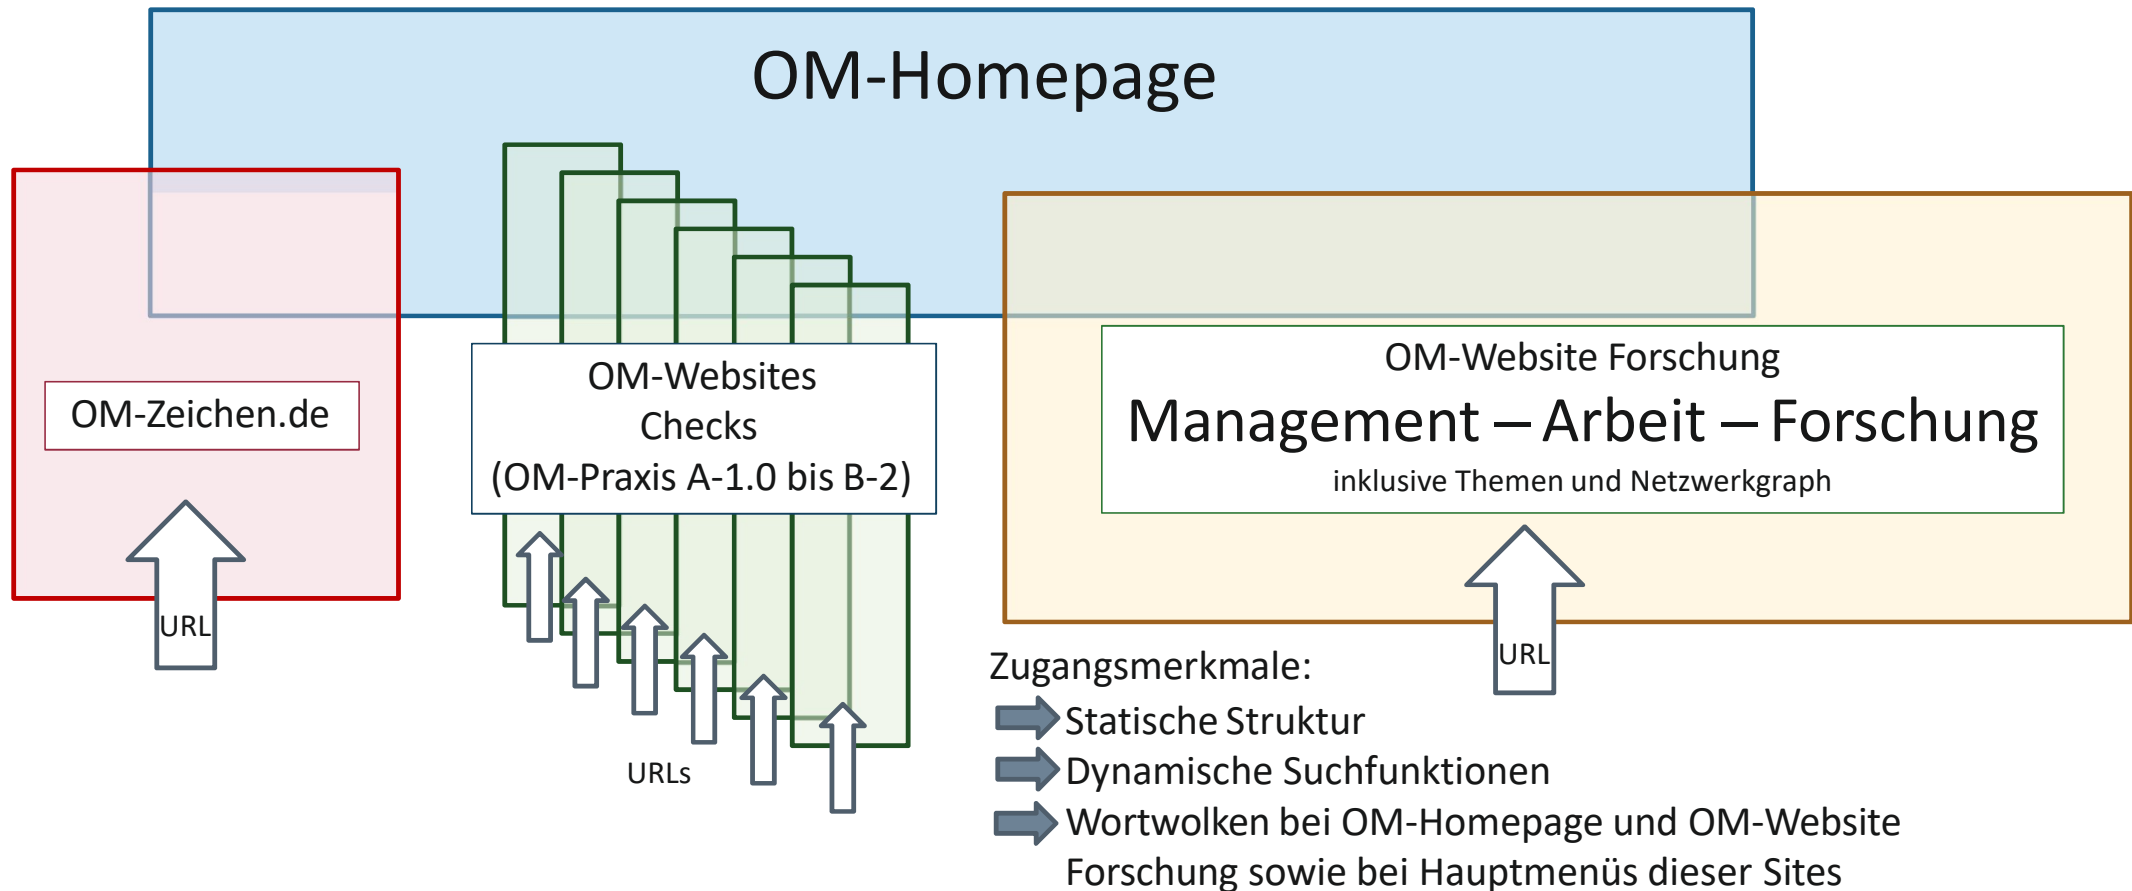 OM-Homepage
OM-Zeichen.de
URL
OM-Websites
Checks
(OM-Praxis A-1.0 bis B-2)
URLs
OM-Website Forschung
Management – Arbeit – Forschung
inklusive Themen und Netzwerkgraph
URL
Zugangsmerkmale:
Statische Struktur
Dynamische Suchfunktionen
Wortwolken bei OM-Homepage und OM-Website
Forschung sowie bei Hauptmenüs dieser Sites